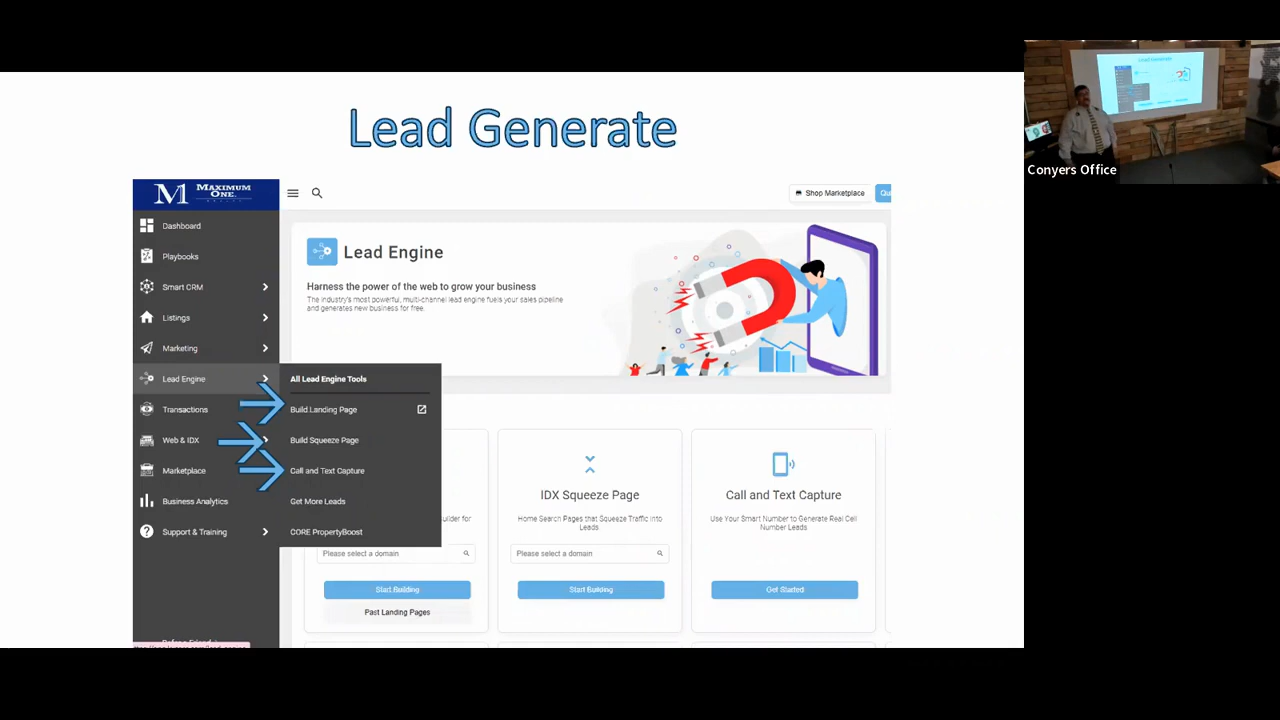 Lead Generate
Conyers Office
M1 MAXIMUM ONE
Shop Marketplace
Dashboard
Playbooks
Smart CRM
Listings
Marketing
Lead Engine
Transactions
Web & IDX
Marketplace
Business Analytics
Support & Training
Lead Engine
Harness the power of the web to grow your business
The industry's most powerful, multi-channel lead engine fuels your sales pipeline
and generates new business for free.
All Lead Engine Tools
Build Landing Page
Build Squeeze Page
Call and Text Capture
Get More Leads
CORE PropertyBoost
Please select a domain
Start Building
Past Landing Pages
IDX Squeeze Page
Home Search Pages that Squeeze Traffic into
Leads
Please select a domain
Start Building
Call and Text Capture
Use Your Smart Number to Generate Real Cell
Number Leads
Get Started